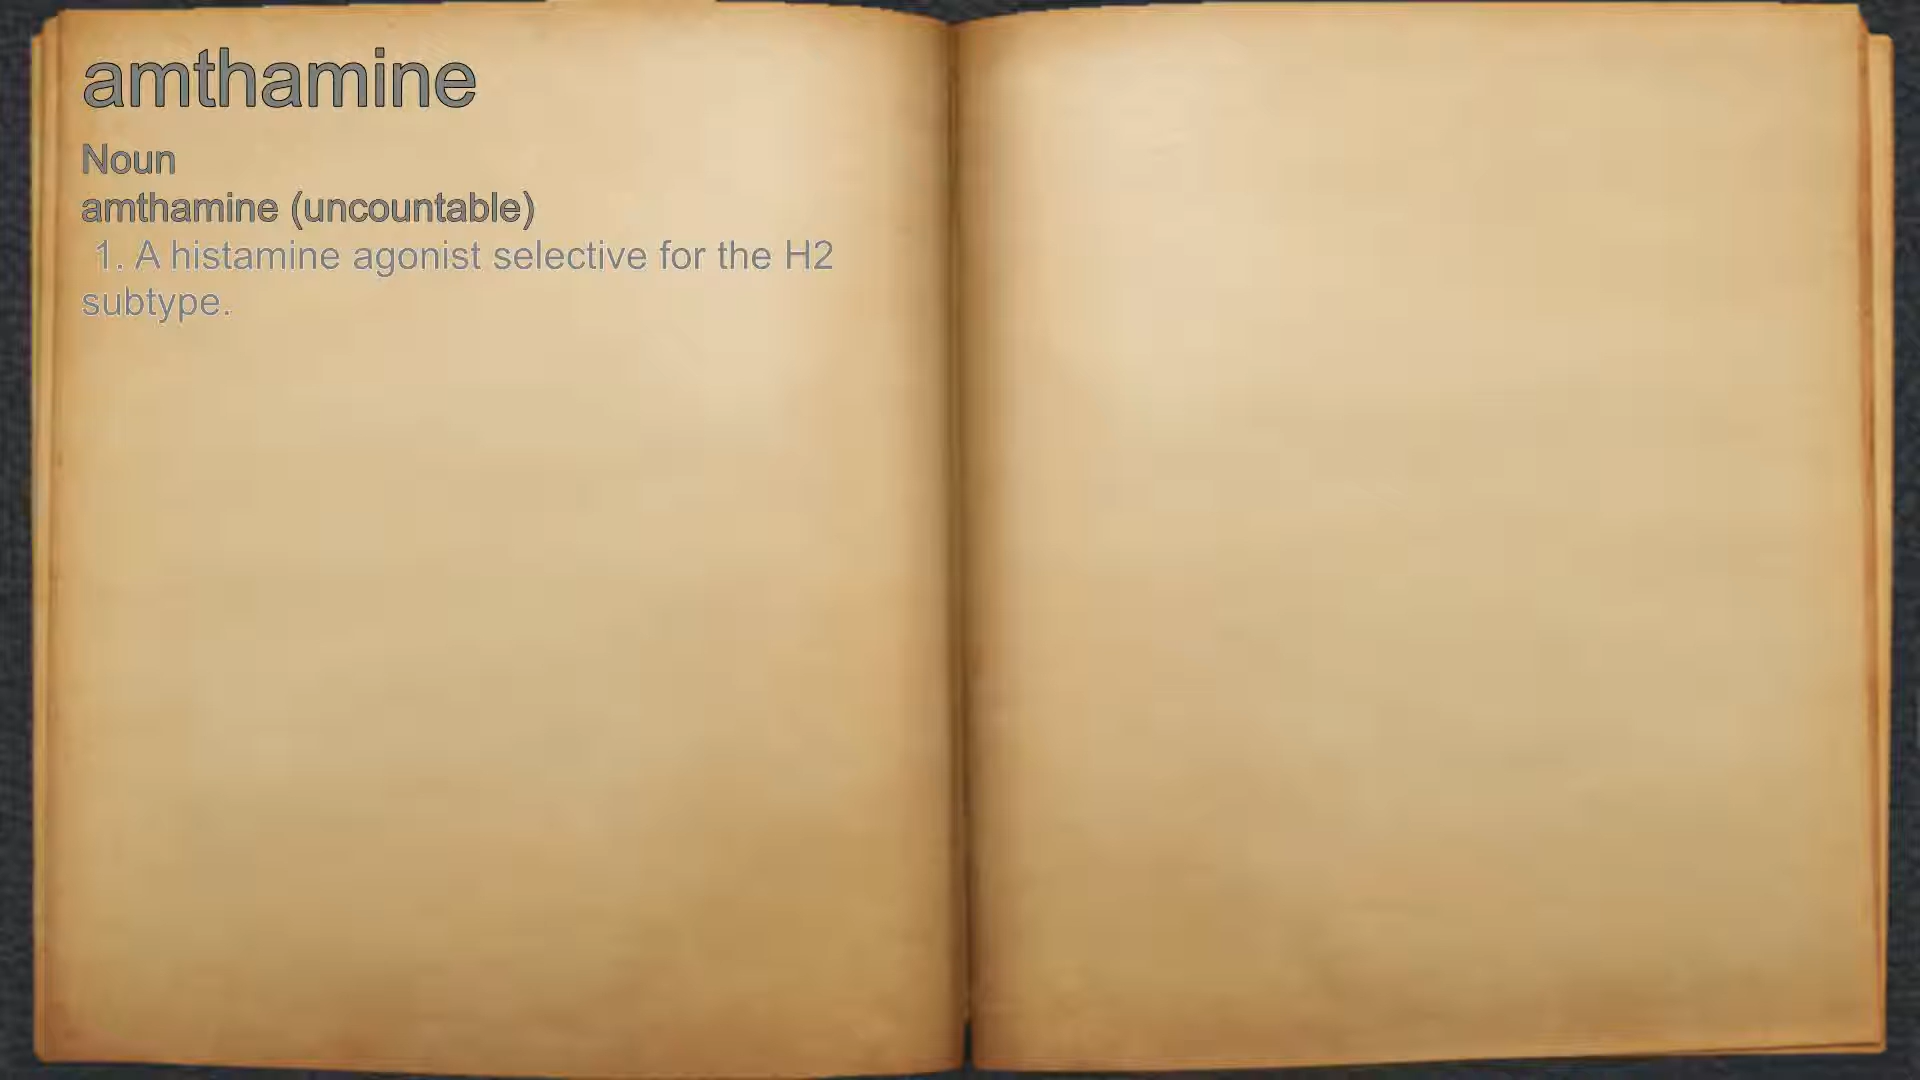 amthamine
Noun
amthamine (uncountable)
1. A histamine agonist selective for the H2
subtype.